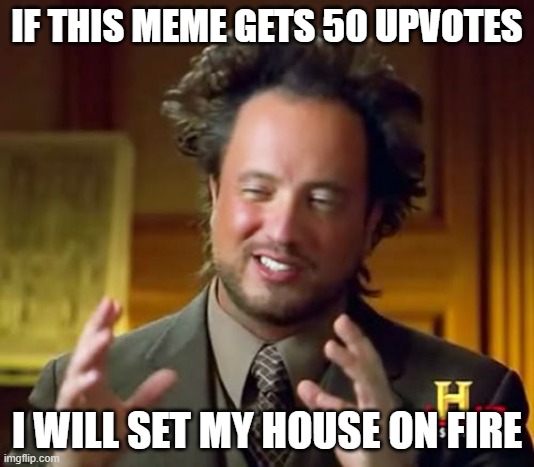 IF THIS MEME GETS 50 UPVOTES
H
I WILL SET MY HOUSE ON FIRE
imgflip.com